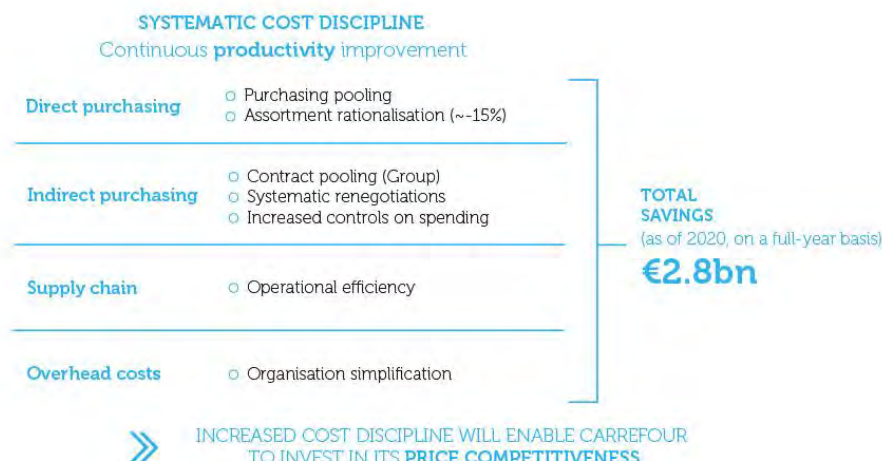 SYSTEMATIC COST DISCIPLINE
Continuous productivity improvement
Direct purchasing
Purchasing pooling
Assortment rationalisation (~-15%)
Indirect purchasing
Contract pooling (Group)
Systematic renegotiations
Increased controls on spending
Supply chain
Operational efficiency
Overhead costs
Organisation simplification
TOTAL
SAVINGS
(as of 2020, on a full-year basis)
€2.8bn
INCREASED COST DISCIPLINE WILL ENABLE CARREFOUR
TO INVEST IN ITS PRICE COMPETITIVENESS